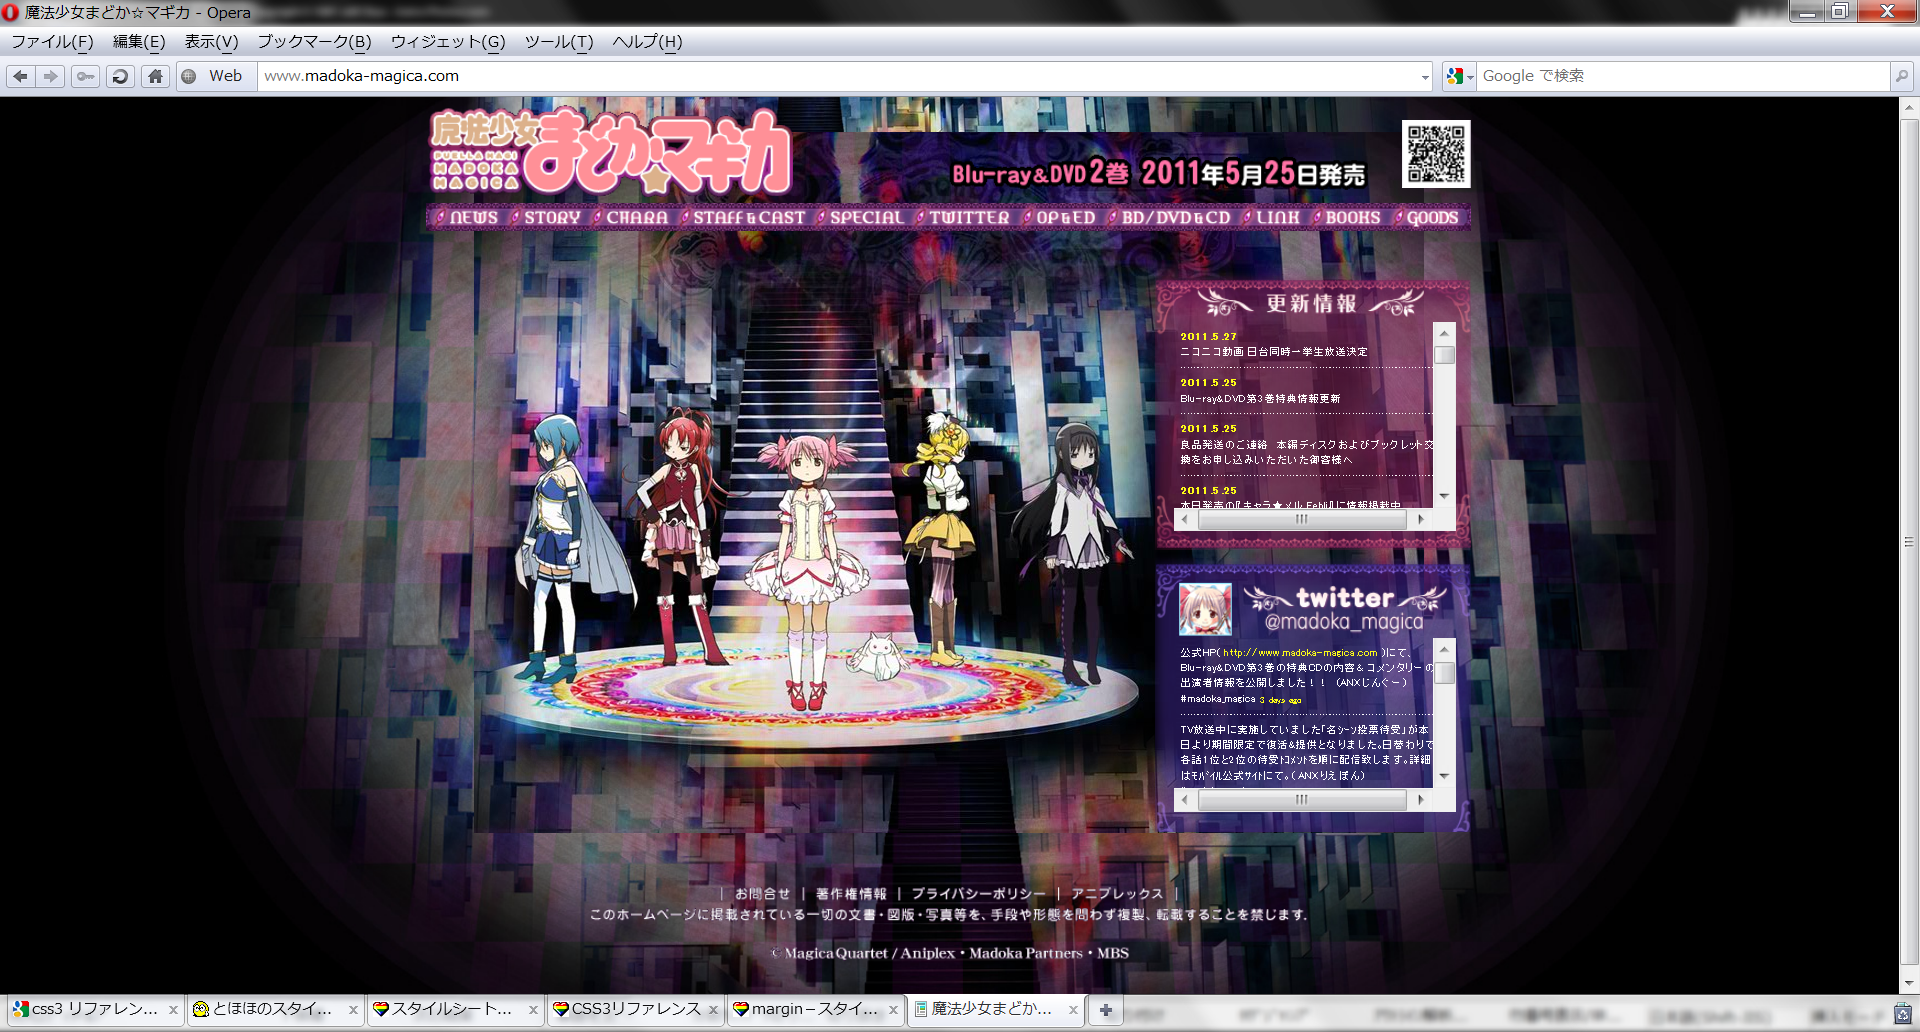 魔法少女まどか☆マギカ - Opera
ファイル(F) 編集(E) 表示(V) ブックマーク(B) ウィジェット(G) ツール(T) ヘルプ(H)
Web www.madoka-magica.com Google で検索
魔法少女
まどか☆マギカ
PUELLA MAGI
MADOKA
MAGICA
Blu-ray&DVD 2巻 2011年5月25日発売
NEWS STORY CHARA STAFF&CAST SPECIAL TWITTER OP&ED BD/DVD&CD LINK BOOKS GOODS
更新情報
2011.5.27
ニコニコ動画 日台同時一挙生放送決定
2011.5.25
Blu-ray&DVD第3巻特典情報更新
2011.5.25
良品発送のご連絡 本編ディスクおよびブックレット交
換をお申し込みいただいた御客様へ
2011.5.25
本日発売の『キャラ★メル Febri』に情報掲載中
twitter
@madoka_magica
公式HP( http://www.madoka-magica.com )にて、
Blu-ray&DVD第3巻の特典CDの内容＆コメンタリーの
出演者情報を公開しました！！ （ANXじんぐー）
#madoka_magica 3 days ago
TV放送中に実施していました「名ｼｰﾝ投票待受」が本
日より期間限定で復活&提供となりました。日替わりで
各話1位と2位の待受ﾄｺﾒﾝﾄを順に配信致します。詳細
はﾓﾊﾞｲﾙ公式ｻｲﾄにて。（ANXりえぽん）
| お問合せ | 著作権情報 | プライバシーポリシー | アニプレックス |
このホームページに掲載されている一切の文書・図版・写真等を、手段や形態を問わず複製、転載することを禁じます。
© Magica Quartet / Aniplex・Madoka Partners・MBS
css3 リファレン... とほほのスタイ... スタイルシート... CSS3リファレンス margin－スタイ... 魔法少女まどか...